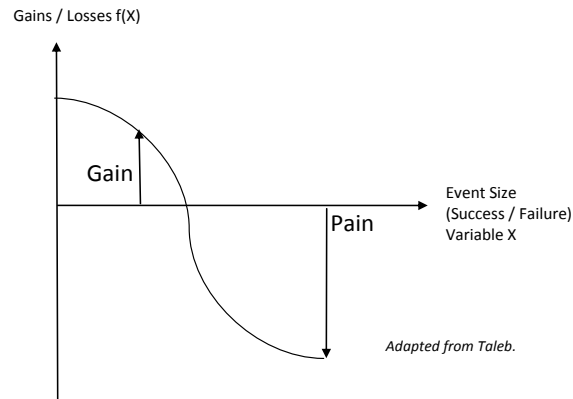 Gains / Losses f(X)
Gain
Event Size
(Success / Failure)
Variable X
Pain
Adapted from Taleb.